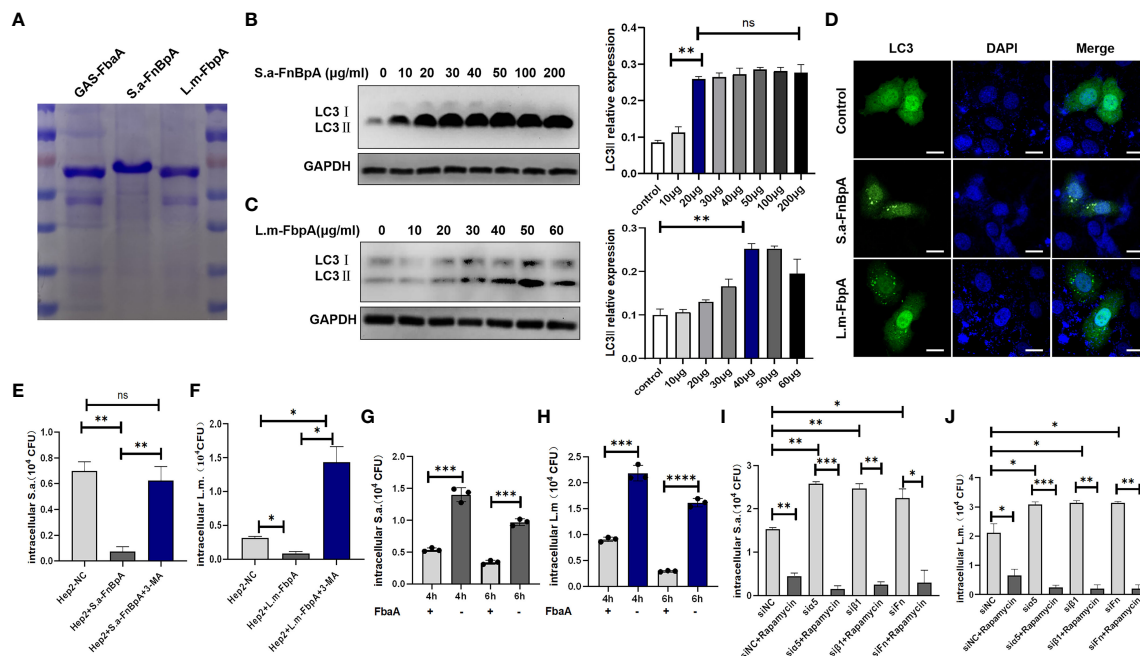 A
GAS-FbaA
S.a-FnBpA
L.m-FbpA
B
S.a-FnBpA (μg/ml) 0 10 20 30 40 50 100 200
LC3 Ⅰ
LC3 Ⅱ
GAPDH
LC3II relative expression
0.4
0.3
0.2
0.1
0.0
**
ns
control
10μg
20μg
30μg
40μg
50μg
100μg
200μg
C
L.m-FbpA(μg/ml) 0 10 20 30 40 50 60
LC3 Ⅰ
LC3 Ⅱ
GAPDH
LC3II relative expression
0.3
0.2
0.1
0.0
**
control
10μg
20μg
30μg
40μg
50μg
60μg
D
LC3 DAPI Merge
Control
S.a-FnBpA
L.m-FbpA
E
intracellular S.a.(10⁴ CFU)
1.0
0.8
0.6
0.4
0.2
0.0
ns
**
**
Hep2-NC
Hep2+S.a-FnBpA
Hep2+S.a-FnBpA+3-MA
F
intracellular L.m.(10⁴CFU)
2.0
1.5
1.0
0.5
0.0
*
*
*
Hep2-NC
Hep2+L.m-FbpA
Hep2+L.m-FbpA+3-MA
G
intracellular S.a.(10⁴ CFU)
2.0
1.5
1.0
0.5
0.0
***
***
4h 4h 6h 6h
FbaA + - + -
H
intracellular L.m (10⁴ CFU)
2.5
2.0
1.5
1.0
0.5
0.0
***
****
4h 4h 6h 6h
FbaA + - + -
I
intracellular S.a.(10⁴ CFU)
4
3
2
1
0
*
**
**
**
***
**
*
siNC
siNC+Rapamycin
siα5
siα5+Rapamycin
siβ1
siβ1+Rapamycin
siFn
siFn+Rapamycin
J
intracellular L.m.(10⁴ CFU)
5
4
3
2
1
0
*
*
*
*
***
**
**
siNC
siNC+Rapamycin
siα5
siα5+Rapamycin
siβ1
siβ1+Rapamycin
siFn
siFn+Rapamycin